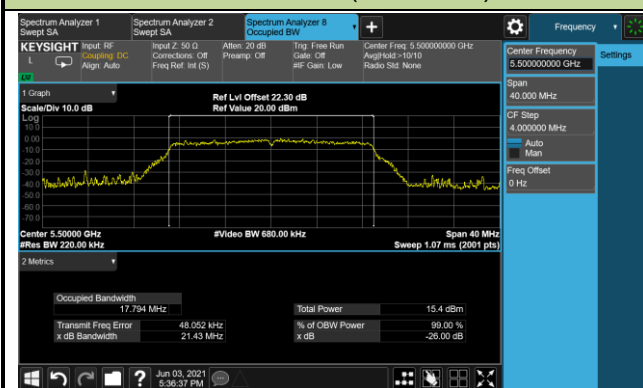 Spectrum Analyzer 1
Swept SA
Spectrum Analyzer 2
Swept SA
Spectrum Analyzer 8
Occupied BW
+
Frequency
KEYSIGHT
L
Input: RF
Coupling: DC
Align: Auto
Input Z: 50 Ω
Corrections: Off
Freq Ref: Int (S)
Atten: 20 dB
Preamp: Off
Trig: Free Run
Gate: Off
#IF Gain: Low
Center Freq: 5.500000000 GHz
Avg|Hold:>10/10
Radio Std: None
Center Frequency
5.500000000 GHz
Settings
Span
40.000 MHz
CF Step
4.000000 MHz
Auto
Man
Freq Offset
0 Hz
1 Graph
Scale/Div 10.0 dB
Ref Lvl Offset 22.30 dB
Ref Value 20.00 dBm
Log
10.0
0.00
-10.0
-20.0
-30.0
-40.0
-50.0
-60.0
-70.0
Center 5.50000 GHz
#Res BW 220.00 kHz
#Video BW 680.00 kHz
Span 40 MHz
Sweep 1.07 ms (2001 pts)
2 Metrics
Occupied Bandwidth
17.794 MHz
Total Power 15.4 dBm
Transmit Freq Error 48.052 kHz
% of OBW Power 99.00 %
x dB Bandwidth 21.43 MHz
x dB -26.00 dB
?
Jun 03, 2021
5:36:37 PM